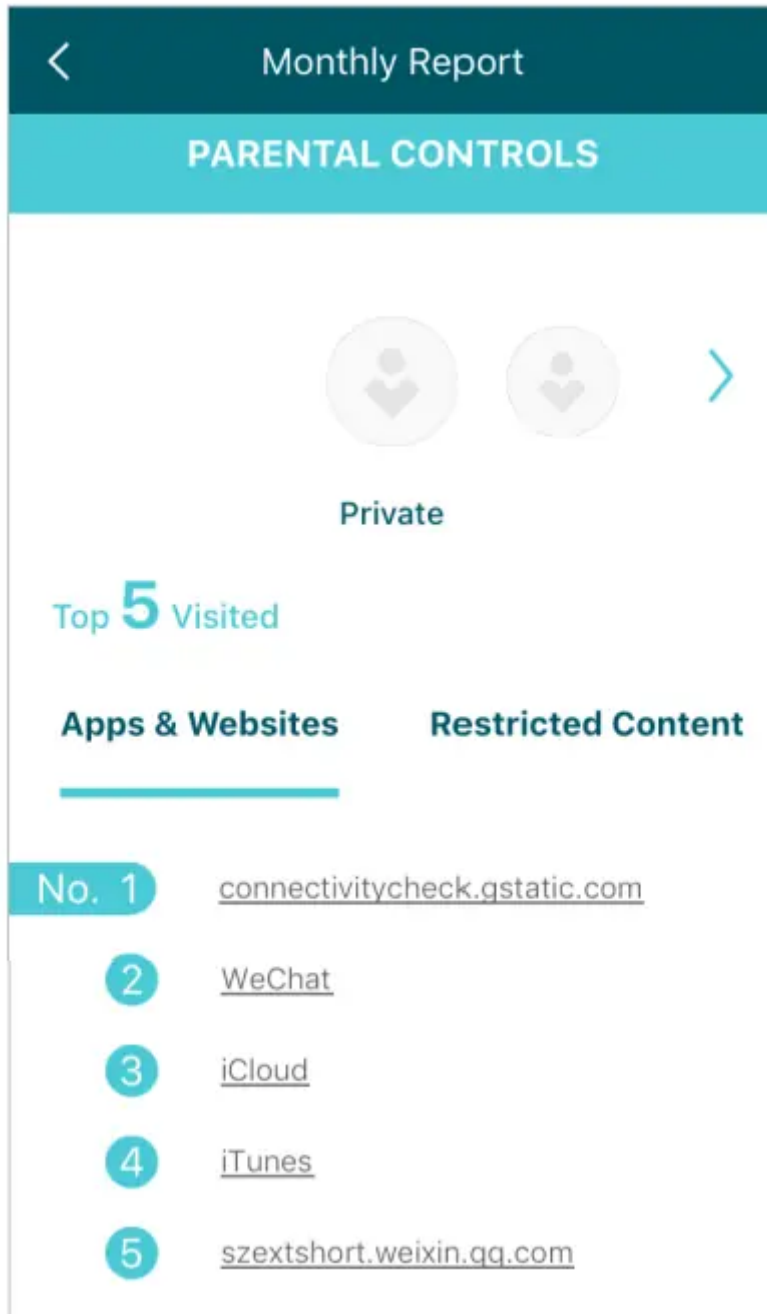 Monthly Report
PARENTAL CONTROLS
Private
Top 5 Visited
Apps & Websites Restricted Content
No. 1 connectivitycheck.gstatic.com
2 WeChat
3 iCloud
4 iTunes
5 szextshort.weixin.qq.com